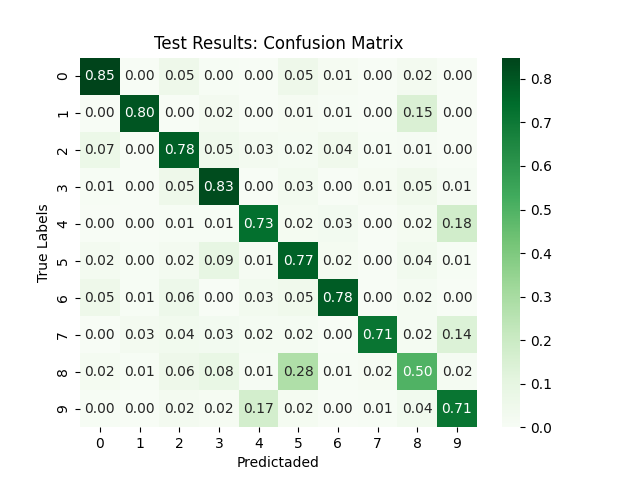 Test Results: Confusion Matrix
0 0.85 0.00 0.05 0.00 0.00 0.05 0.01 0.00 0.02 0.00
1 0.00 0.80 0.00 0.02 0.00 0.01 0.01 0.00 0.15 0.00
2 0.07 0.00 0.78 0.05 0.03 0.02 0.04 0.01 0.01 0.00
3 0.01 0.00 0.05 0.83 0.00 0.03 0.00 0.01 0.05 0.01
4 0.00 0.00 0.01 0.01 0.73 0.02 0.03 0.00 0.02 0.18
5 0.02 0.00 0.02 0.09 0.01 0.77 0.02 0.00 0.04 0.01
6 0.05 0.01 0.06 0.00 0.03 0.05 0.78 0.00 0.02 0.00
7 0.00 0.03 0.04 0.03 0.02 0.02 0.00 0.71 0.02 0.14
8 0.02 0.01 0.06 0.08 0.01 0.28 0.01 0.02 0.50 0.02
9 0.00 0.00 0.02 0.02 0.17 0.02 0.00 0.01 0.04 0.71
0 1 2 3 4 5 6 7 8 9
Predictaded
True Labels
0.8
0.7
0.6
0.5
0.4
0.3
0.2
0.1
0.0